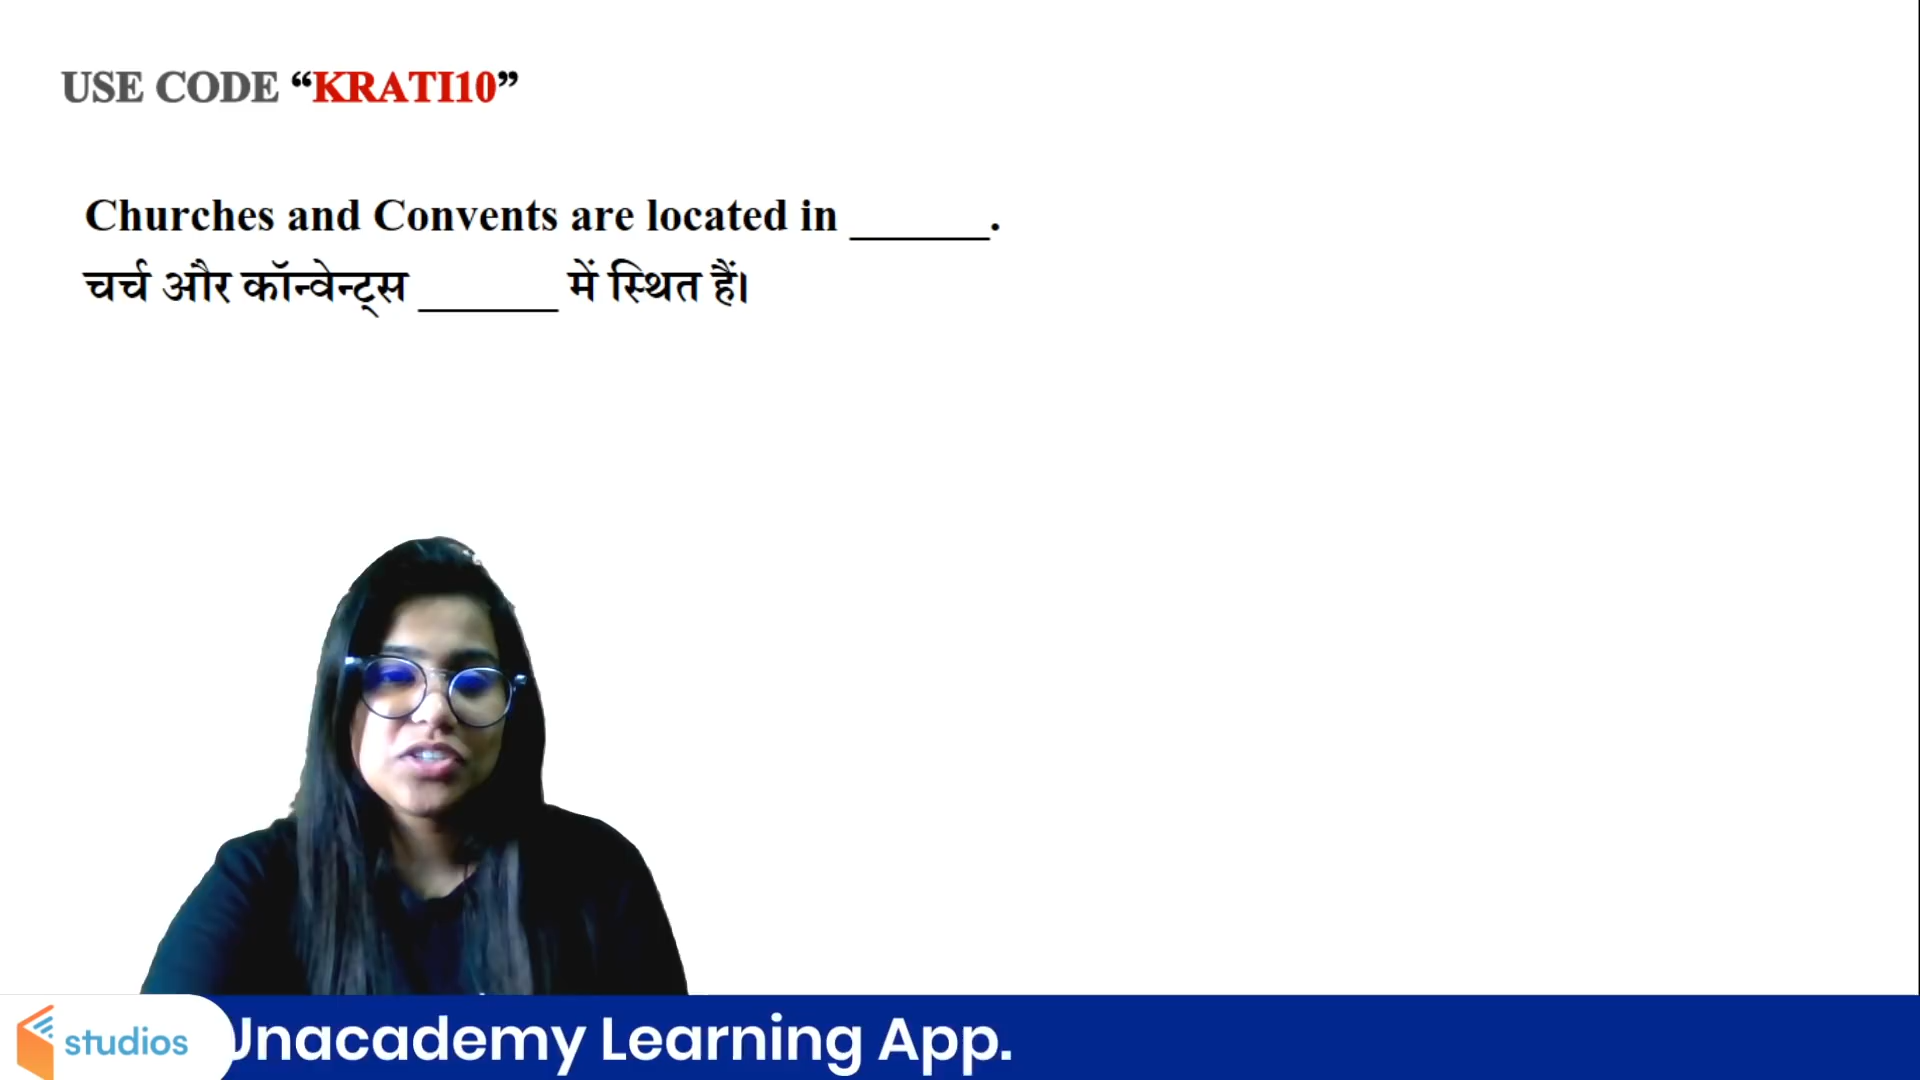 USE CODE “KRATI10”
Churches and Convents are located in ______.
चर्च और कॉन्वेन्ट्स ______ में स्थित हैं।
studios
Unacademy Learning App.